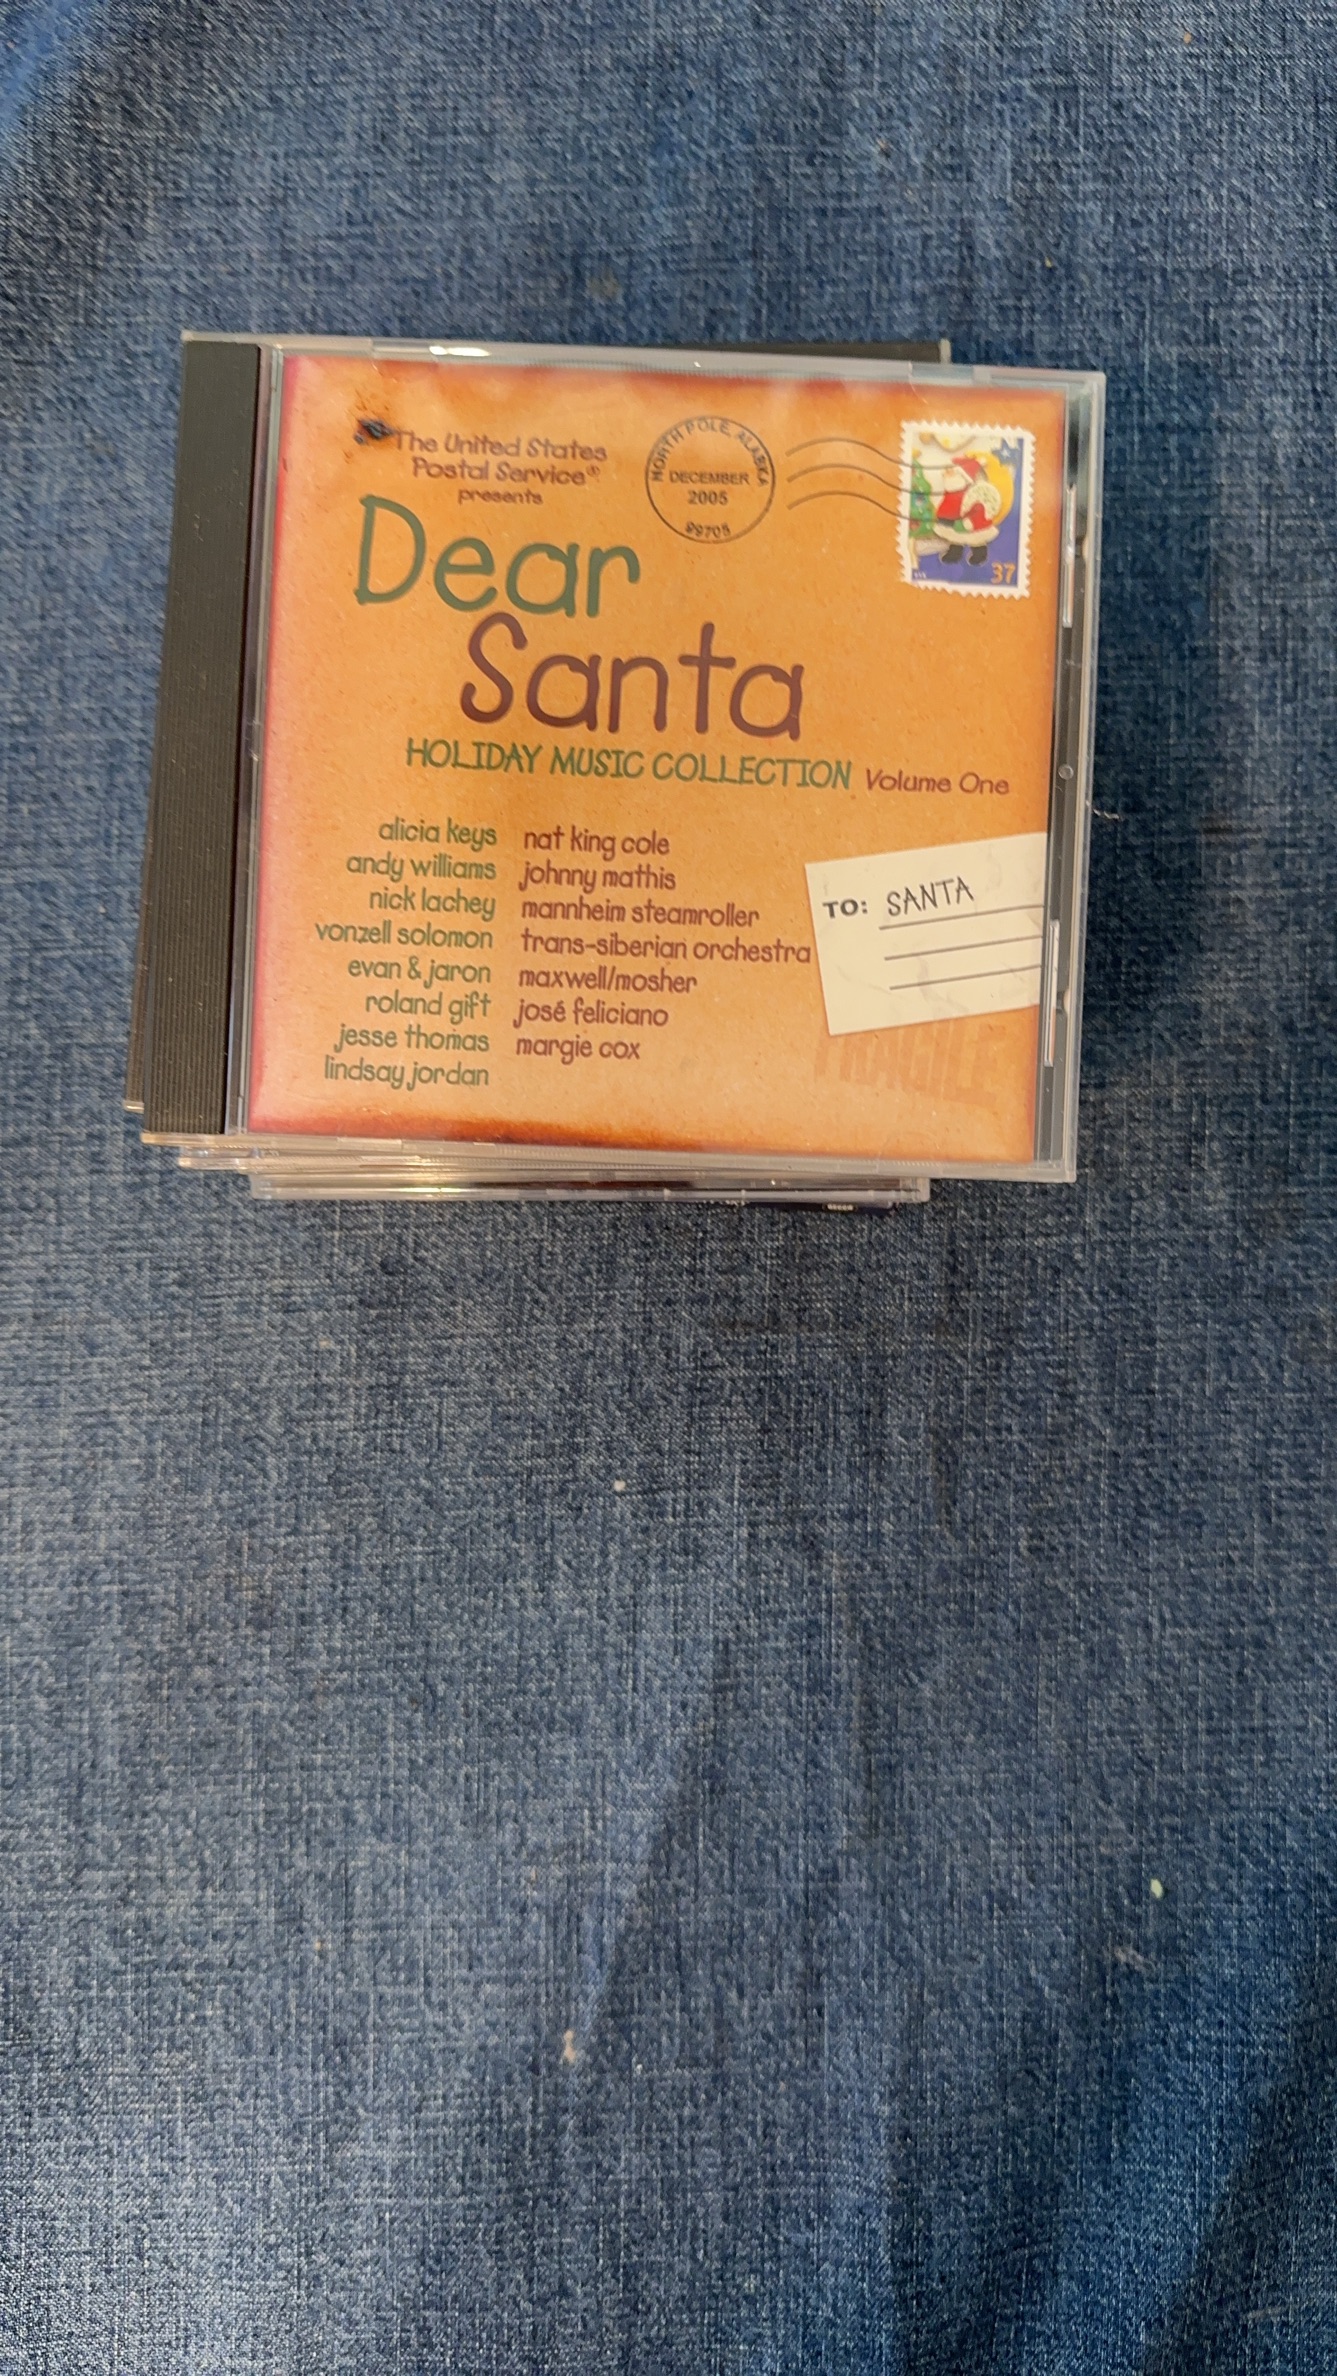 The United States
Postal Service®
presents
Dear
Santa
HOLIDAY MUSIC COLLECTION Volume One
NORTH POLE, ALASKA
DECEMBER
2005
99705
37
alicia keys
andy williams
nick lachey
vonzell solomon
evan & jaron
roland gift
jesse thomas
lindsay jordan
nat king cole
johnny mathis
mannheim steamroller
trans-siberian orchestra
maxwell/mosher
josé feliciano
margie cox
TO: SANTA
FRAGILE